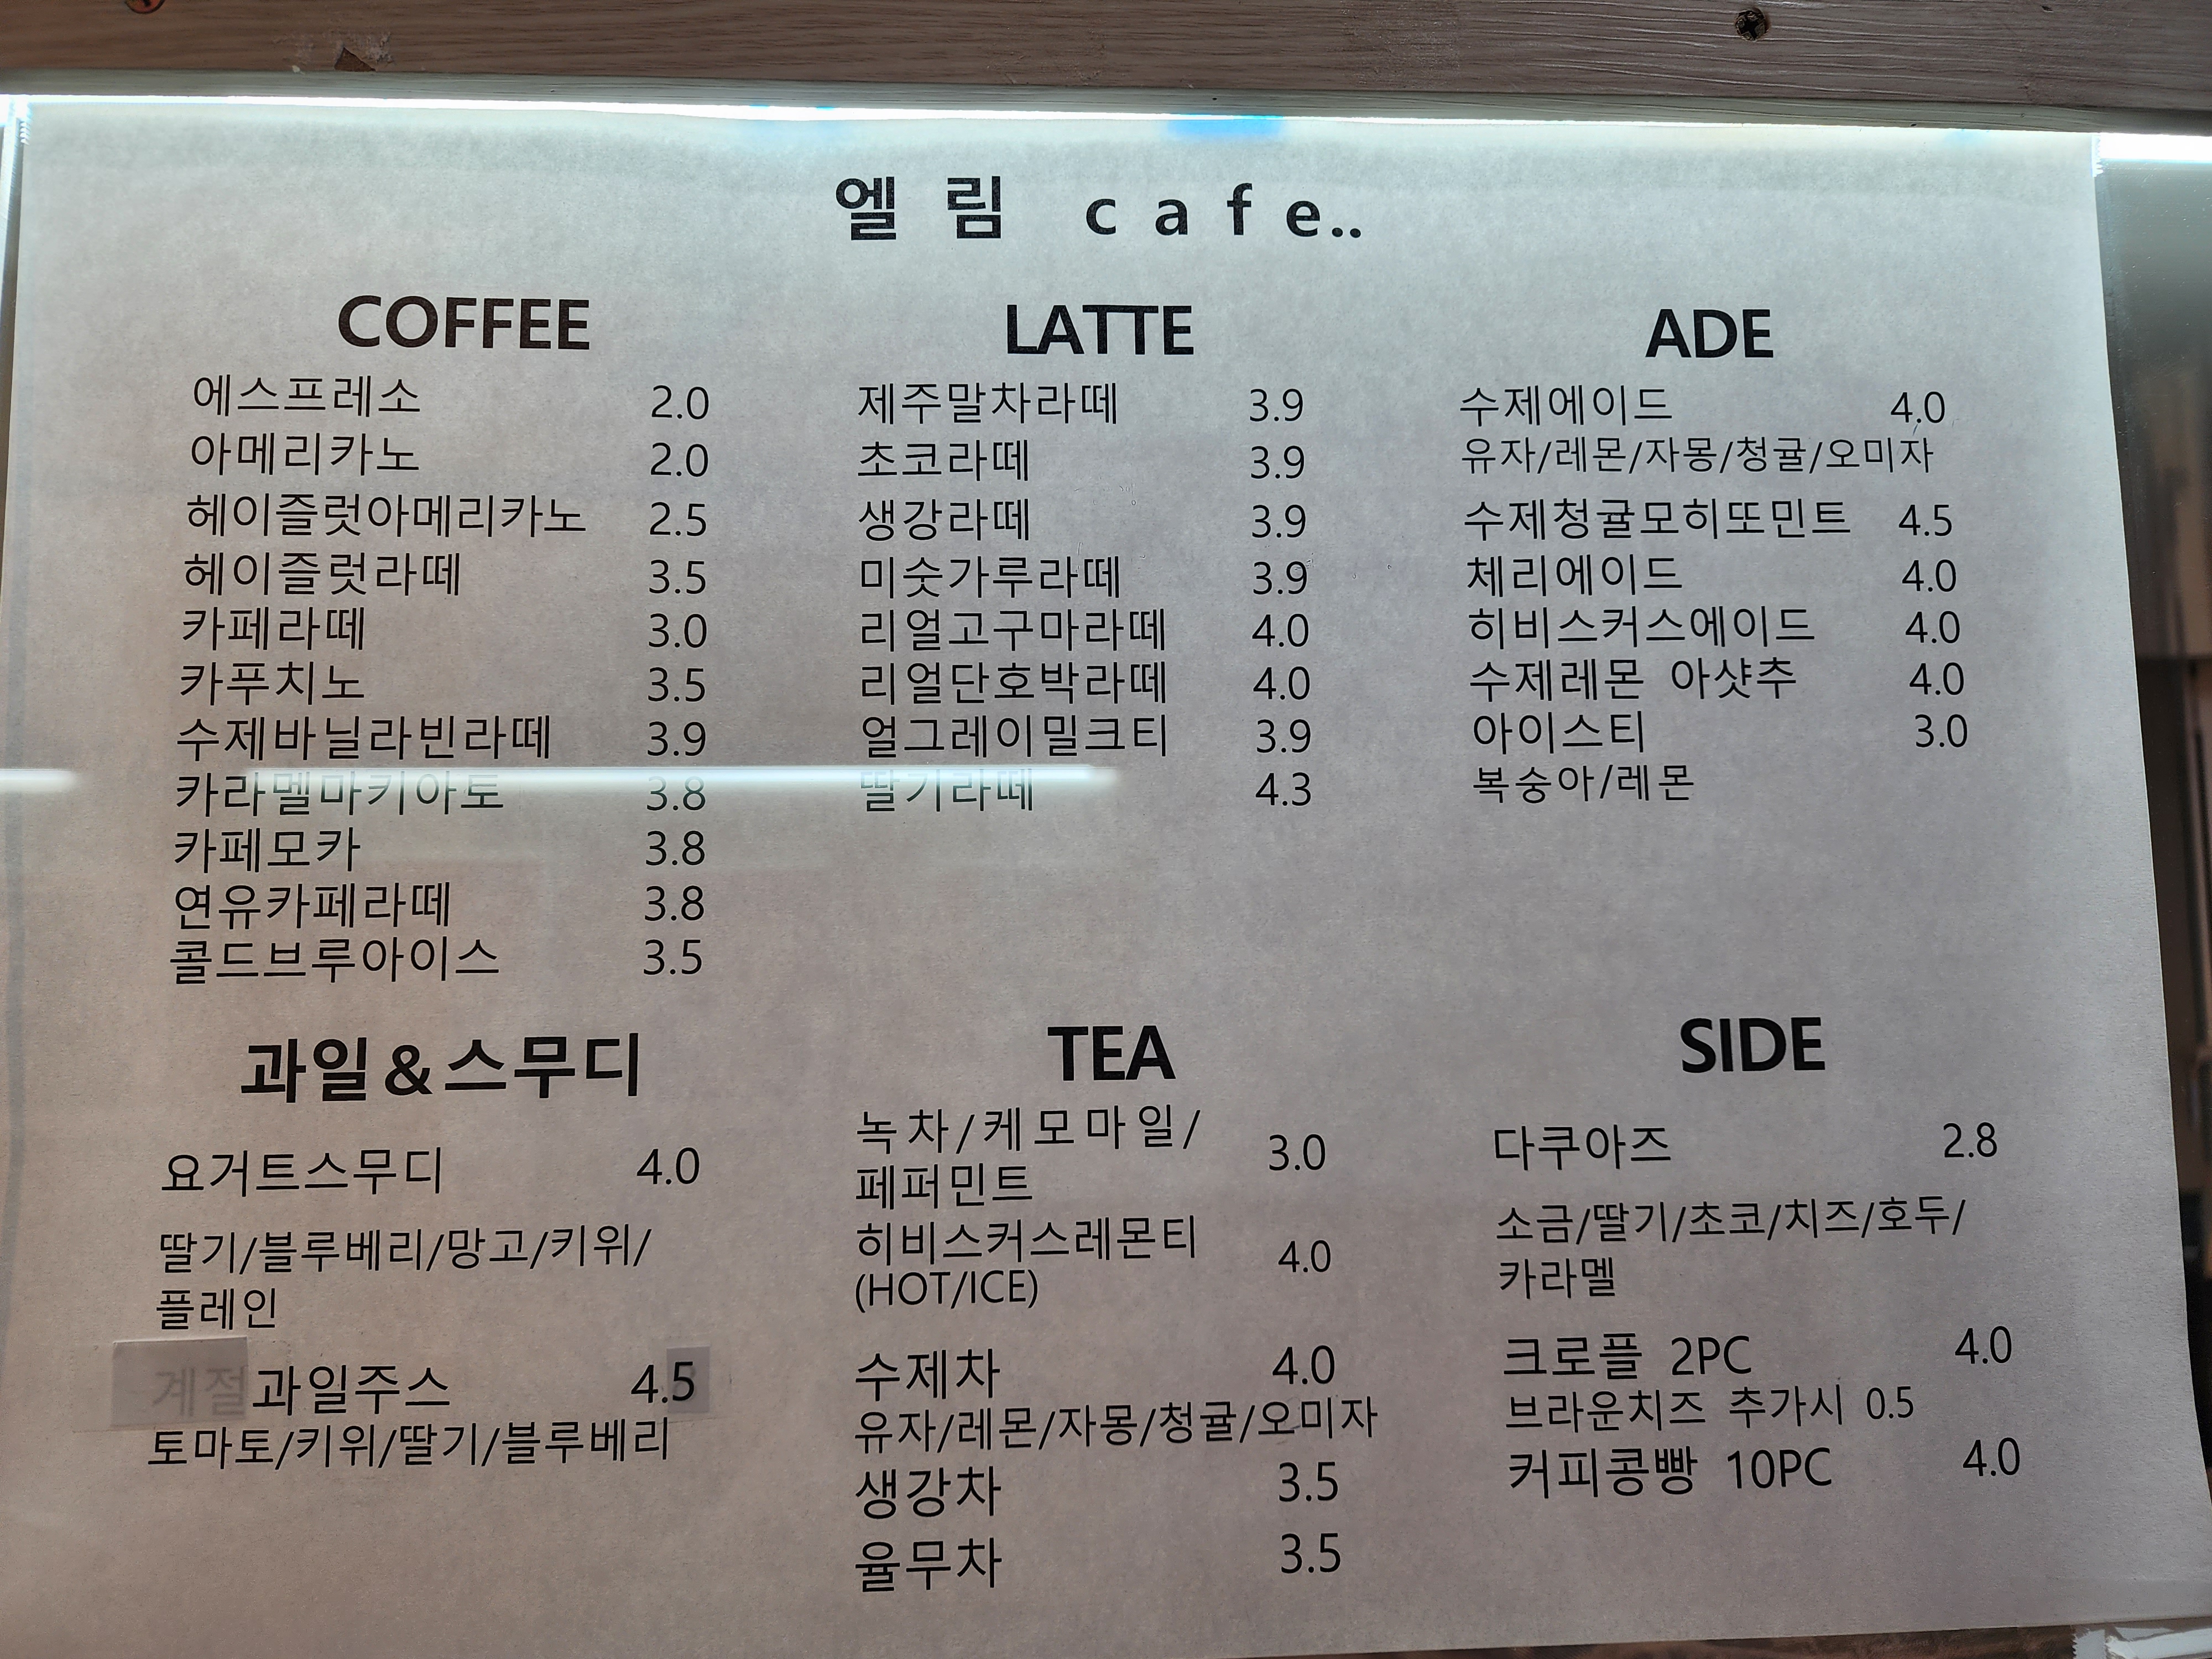 엘 림 cafe..
COFFEE
에스프레소 2.0
아메리카노 2.0
헤이즐럿아메리카노 2.5
헤이즐럿라떼 3.5
카페라떼 3.0
카푸치노 3.5
수제바닐라빈라떼 3.9
카라멜마키아토 3.8
카페모카 3.8
연유카페라떼 3.8
콜드브루아이스 3.5
LATTE
제주말차라떼 3.9
초코라떼 3.9
생강라떼 3.9
미숫가루라떼 3.9
리얼고구마라떼 4.0
리얼단호박라떼 4.0
얼그레이밀크티 3.9
딸기라떼 4.3
ADE
수제에이드 4.0
유자/레몬/자몽/청귤/오미자
수제청귤모히또민트 4.5
체리에이드 4.0
히비스커스에이드 4.0
수제레몬 아샷추 4.0
아이스티 3.0
복숭아/레몬
과일&스무디
요거트스무디 4.0
딸기/블루베리/망고/키위/
플레인
계절과일주스 4.5
토마토/키위/딸기/블루베리
TEA
녹차/케모마일/
페퍼민트 3.0
히비스커스레몬티 4.0
(HOT/ICE)
수제차 4.0
유자/레몬/자몽/청귤/오미자
생강차 3.5
율무차 3.5
SIDE
다쿠아즈 2.8
소금/딸기/초코/치즈/호두/
카라멜
크로플 2PC 4.0
브라운치즈 추가시 0.5
커피콩빵 10PC 4.0